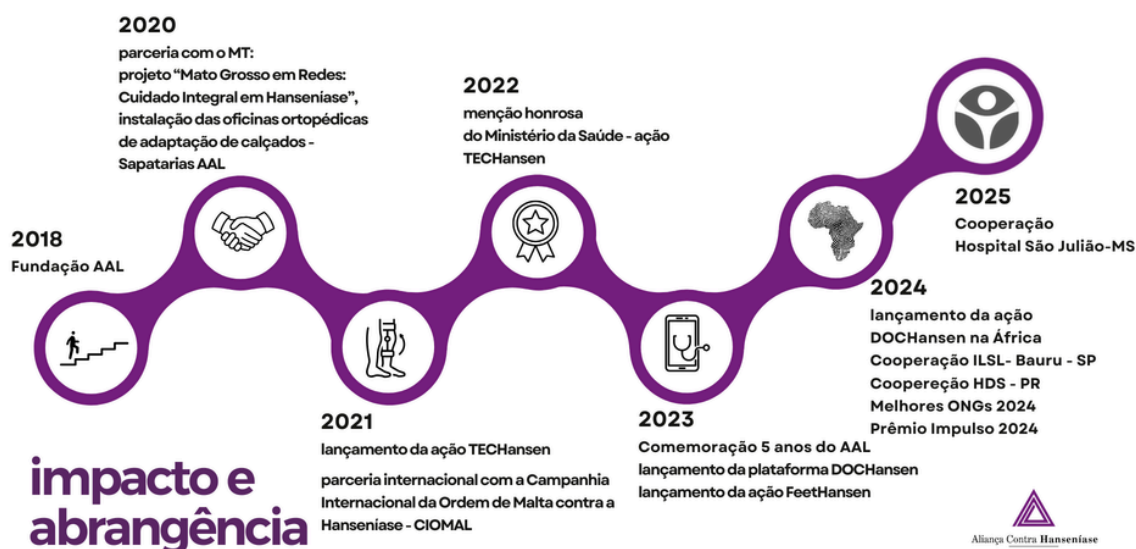 2018
Fundação AAL
2020
parceria com o MT:
projeto “Mato Grosso em Redes:
Cuidado Integral em Hanseníase”,
instalação das oficinas ortopédicas
de adaptação de calçados -
Sapatarias AAL
2021
lançamento da ação TECHansen
parceria internacional com a Campanhia
Internacional da Ordem de Malta contra a
Hanseníase - CIOMAL
2022
menção honrosa
do Ministério da Saúde - ação
TECHansen
2023
Comemoração 5 anos do AAL
lançamento da plataforma DOCHansen
lançamento da ação FeetHansen
2024
lançamento da ação
DOCHansen na África
Cooperação ILSL- Bauru - SP
Coopereção HDS - PR
Melhores ONGs 2024
Prêmio Impulso 2024
2025
Cooperação
Hospital São Julião-MS
impacto e
abrangência
Aliança Contra Hanseníase